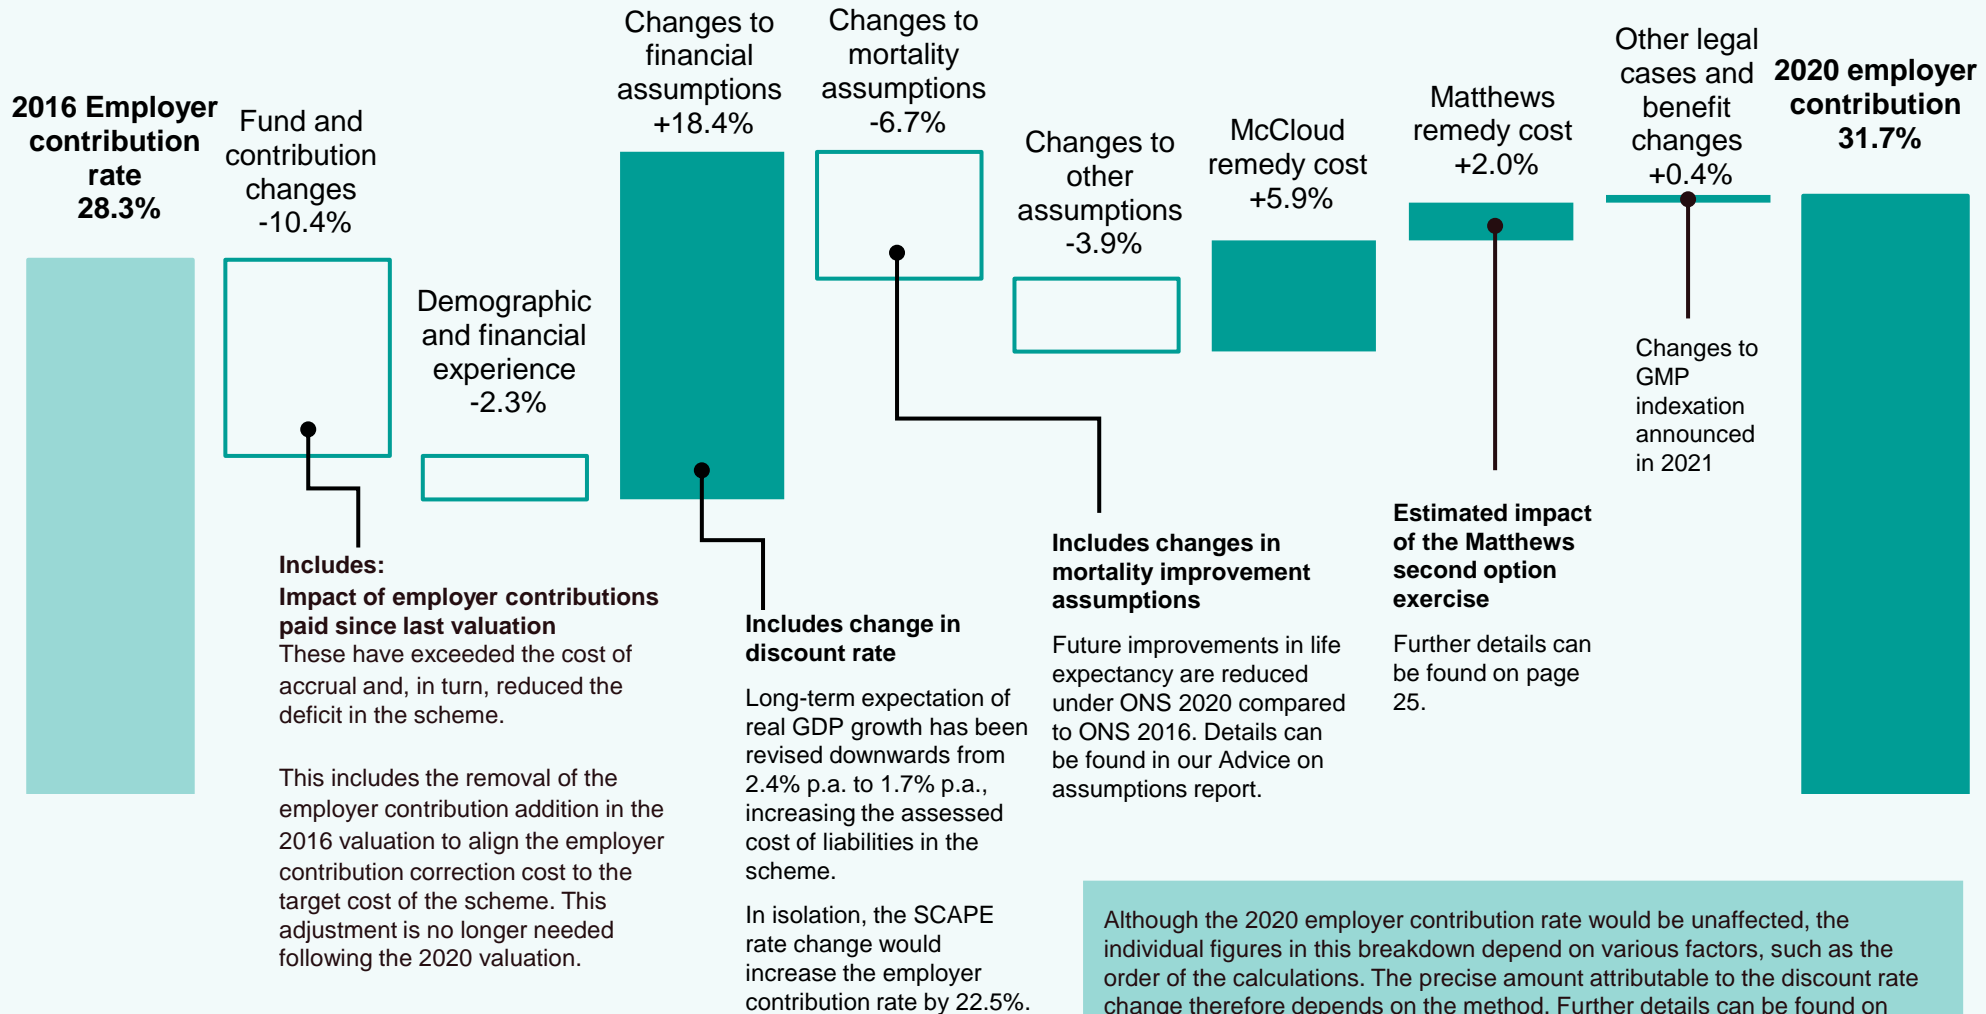 2016 Employer
contribution
rate
28.3%
Fund and
contribution
changes
-10.4%
Demographic
and financial
experience
-2.3%
Changes to
financial
assumptions
+18.4%
Changes to
mortality
assumptions
-6.7%
Changes to
other
assumptions
-3.9%
McCloud
remedy cost
+5.9%
Matthews
remedy cost
+2.0%
Other legal
cases and
benefit
changes
+0.4%
2020 employer
contribution
31.7%
Includes:
Impact of employer contributions
paid since last valuation
These have exceeded the cost of
accrual and, in turn, reduced the
deficit in the scheme.
This includes the removal of the
employer contribution addition in the
2016 valuation to align the employer
contribution correction cost to the
target cost of the scheme. This
adjustment is no longer needed
following the 2020 valuation.
Includes change in
discount rate
Long-term expectation of
real GDP growth has been
revised downwards from
2.4% p.a. to 1.7% p.a.,
increasing the assessed
cost of liabilities in the
scheme.
In isolation, the SCAPE
rate change would
increase the employer
contribution rate by 22.5%.
Includes changes in
mortality improvement
assumptions
Future improvements in life
expectancy are reduced
under ONS 2020 compared
to ONS 2016. Details can
be found in our Advice on
assumptions report.
Estimated impact
of the Matthews
second option
exercise
Further details can
be found on page
25.
Changes to
GMP
indexation
announced
in 2021
Although the 2020 employer contribution rate would be unaffected, the
individual figures in this breakdown depend on various factors, such as the
order of the calculations. The precise amount attributable to the discount rate
change therefore depends on the method. Further details can be found on